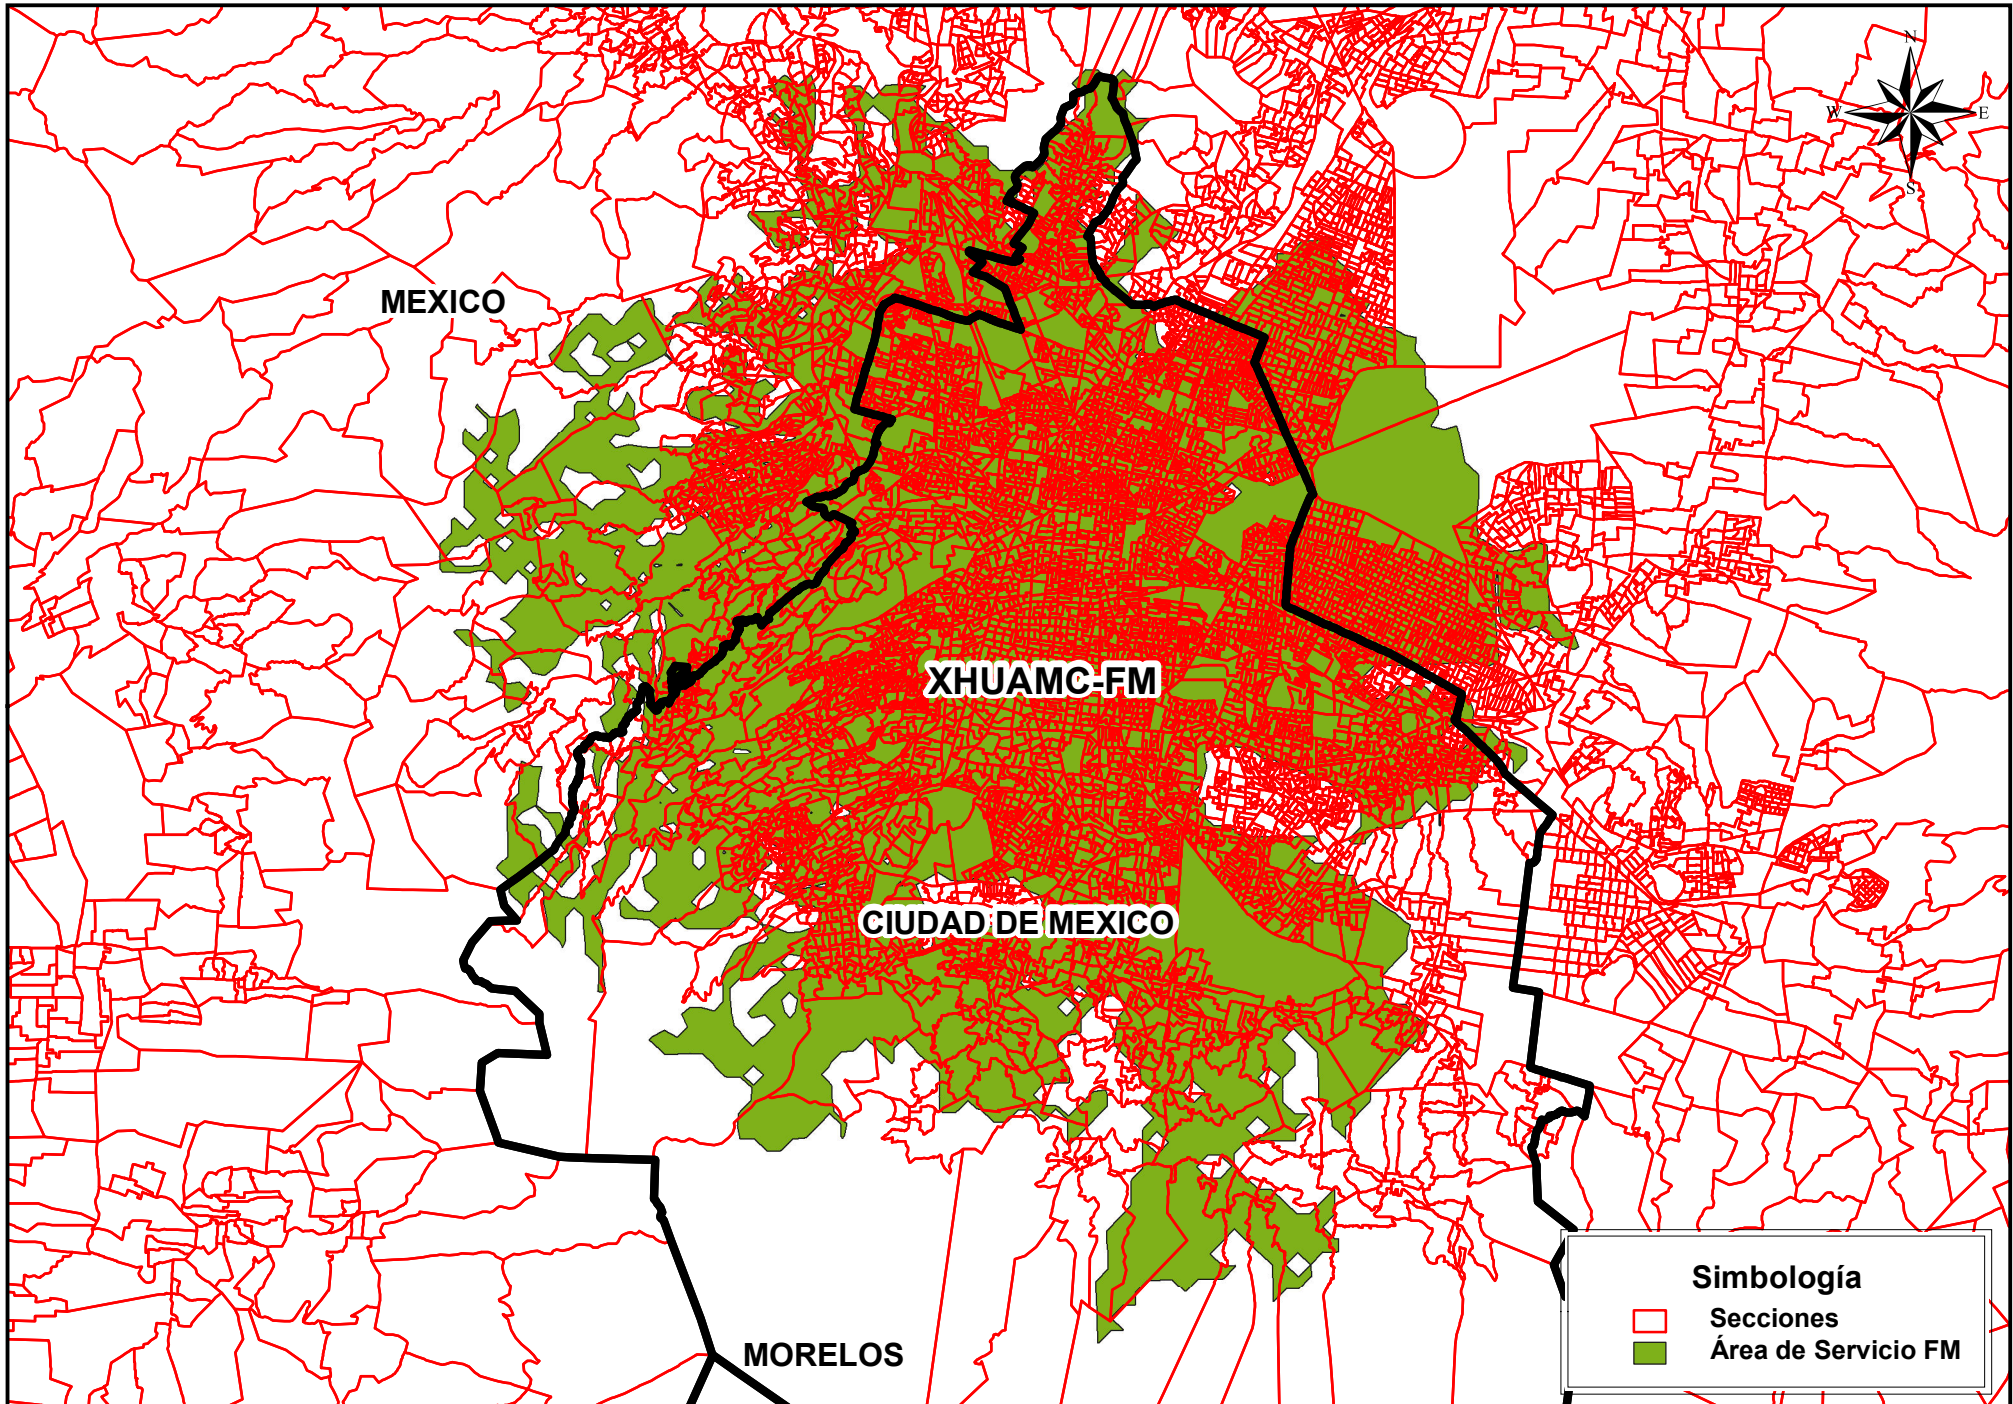 N
W
E
S
MEXICO
XHUAMC-FM
CIUDAD DE MEXICO
MORELOS
Simbología
Secciones
Área de Servicio FM